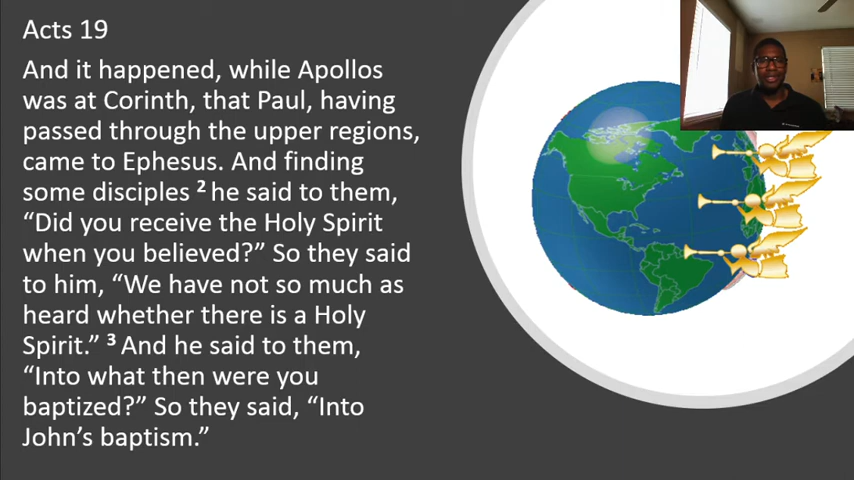 Acts 19
And it happened, while Apollos
was at Corinth, that Paul, having
passed through the upper regions,
came to Ephesus. And finding
some disciples ² he said to them,
“Did you receive the Holy Spirit
when you believed?” So they said
to him, “We have not so much as
heard whether there is a Holy
Spirit.” ³ And he said to them,
“Into what then were you
baptized?” So they said, “Into
John’s baptism.”